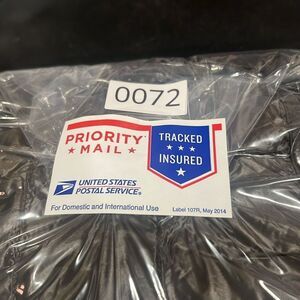 0072
PRIORITY®
★ MAIL ★
TRACKED
★ ★ ★
INSURED
★
UNITED STATES
POSTAL SERVICE®
For Domestic and International Use
Label 107R, May 2014